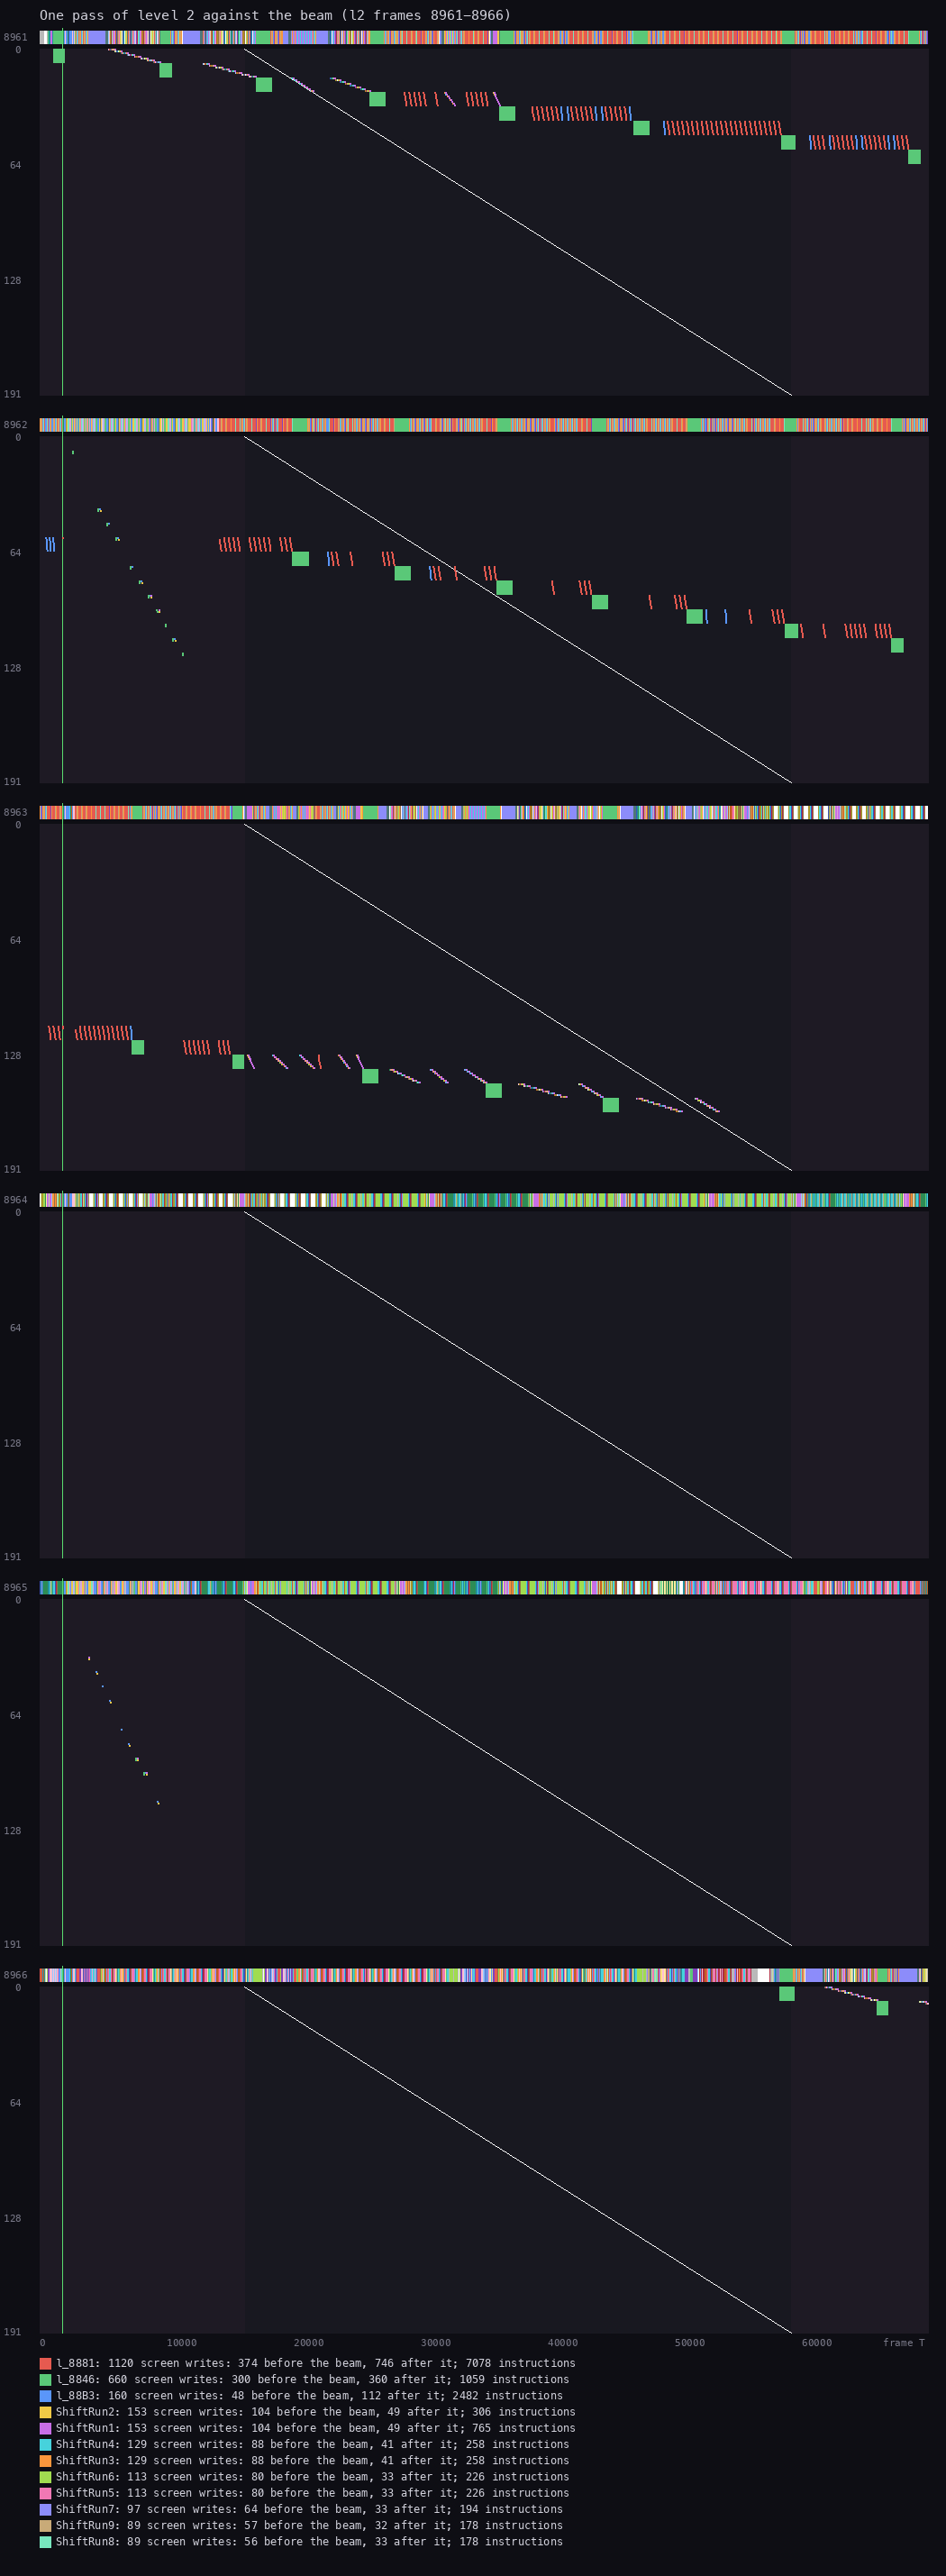 One pass of level 2 against the beam (l2 frames 8961–8966)
8961
0
64
128
191
8962
0
64
128
191
8963
0
64
128
191
8964
0
64
128
191
8965
0
64
128
191
8966
0
64
128
191
0 10000 20000 30000 40000 50000 60000 frame T
l_8881: 1120 screen writes: 374 before the beam, 746 after it; 7078 instructions
l_8846: 660 screen writes: 300 before the beam, 360 after it; 1059 instructions
l_88B3: 160 screen writes: 48 before the beam, 112 after it; 2482 instructions
ShiftRun2: 153 screen writes: 104 before the beam, 49 after it; 306 instructions
ShiftRun1: 153 screen writes: 104 before the beam, 49 after it; 765 instructions
ShiftRun4: 129 screen writes: 88 before the beam, 41 after it; 258 instructions
ShiftRun3: 129 screen writes: 88 before the beam, 41 after it; 258 instructions
ShiftRun6: 113 screen writes: 80 before the beam, 33 after it; 226 instructions
ShiftRun5: 113 screen writes: 80 before the beam, 33 after it; 226 instructions
ShiftRun7: 97 screen writes: 64 before the beam, 33 after it; 194 instructions
ShiftRun9: 89 screen writes: 57 before the beam, 32 after it; 178 instructions
ShiftRun8: 89 screen writes: 56 before the beam, 33 after it; 178 instructions